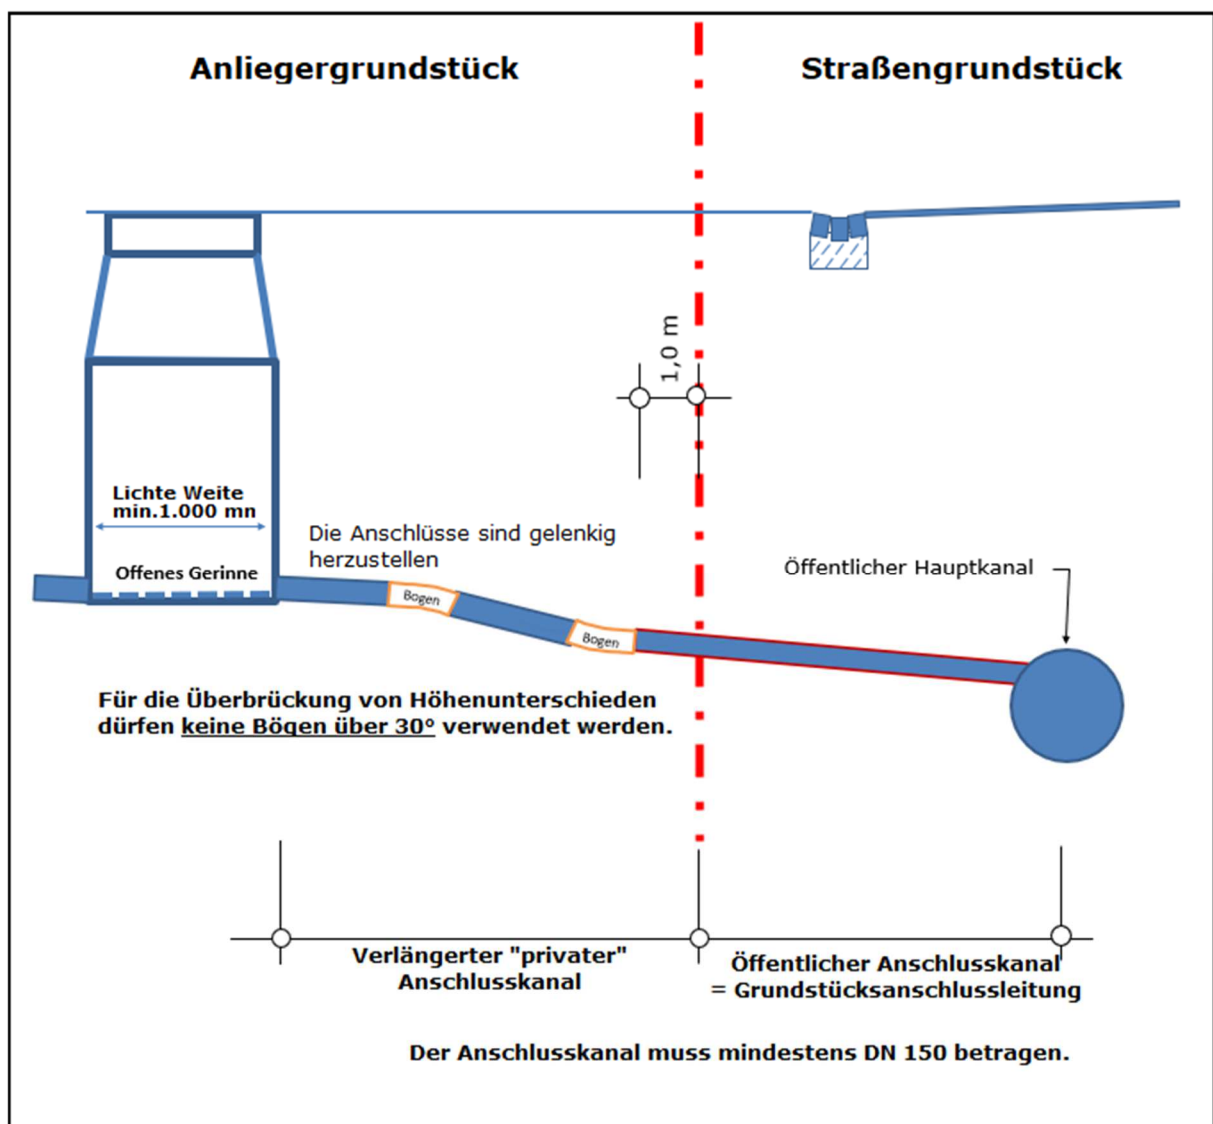 Anliegergrundstück
Straßengrundstück
1,0 m
Lichte Weite
min.1.000 mn
Die Anschlüsse sind gelenkig
herzustellen
Offenes Gerinne
Öffentlicher Hauptkanal
Bogen
Bogen
Für die Überbrückung von Höhenunterschieden
dürfen keine Bögen über 30° verwendet werden.
Verlängerter "privater"
Anschlusskanal
Öffentlicher Anschlusskanal
= Grundstücksanschlussleitung
Der Anschlusskanal muss mindestens DN 150 betragen.